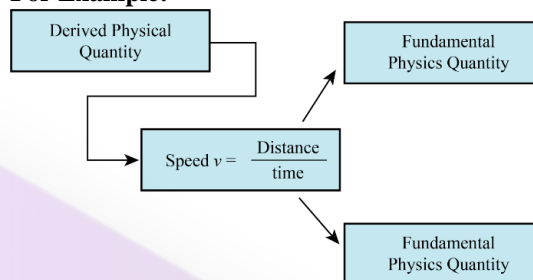 For Example:
Derived Physical
Quantity
Fundamental
Physics Quantity
Speed v = Distance
time
Fundamental
Physics Quantity